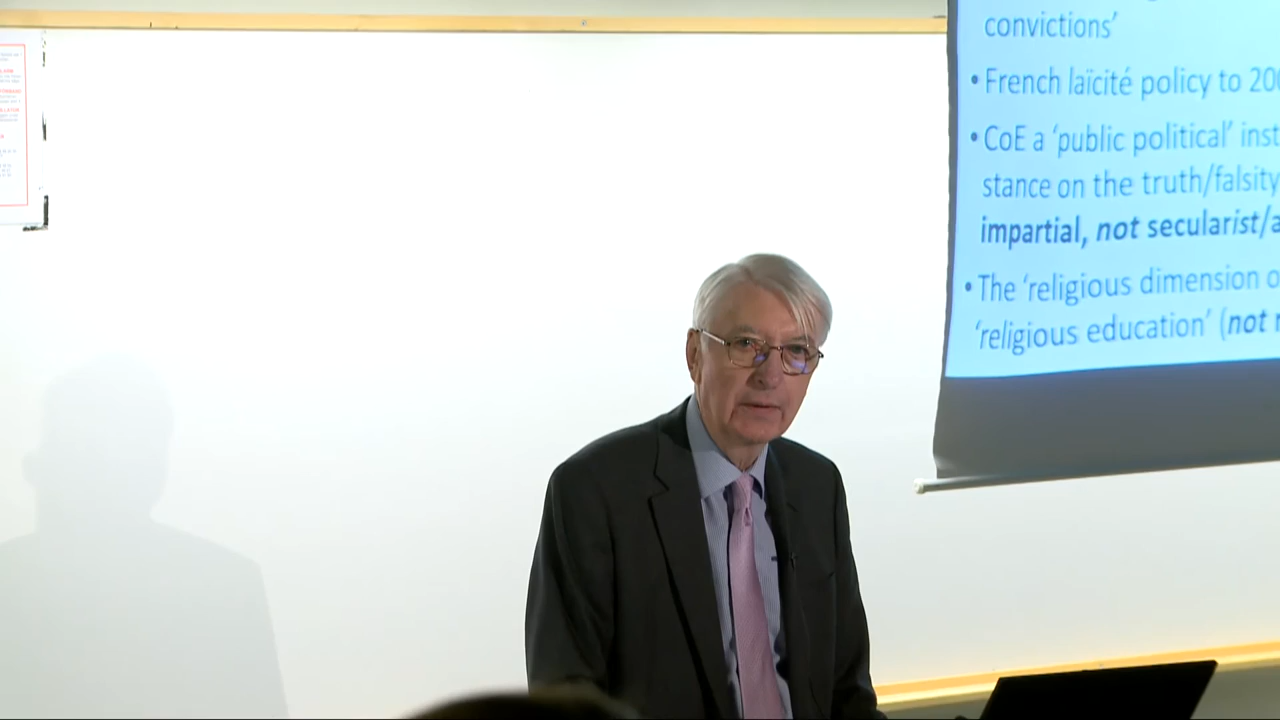 convictions’
• French laïcité policy to 200
• CoE a ‘public political’ inst
stance on the truth/falsity
impartial, not secularist/a
• The ‘religious dimension o
‘religious education’ (not